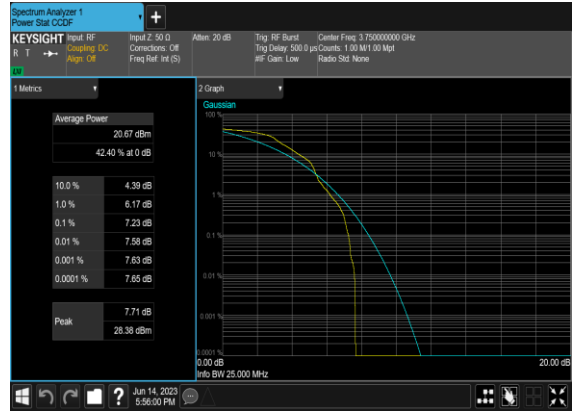 Spectrum Analyzer 1
Power Stat CCDF
+
KEYSIGHT
R T
LXI
Input: RF
Coupling: DC
Align: Off
Input Z: 50 Ω
Corrections: Off
Freq Ref: Int (S)
Atten: 20 dB
Trig: RF Burst
Trig Delay: 500.0 µs
#IF Gain: Low
Center Freq: 3.750000000 GHz
Counts: 1.00 M/1.00 Mpt
Radio Std: None
1 Metrics
Average Power
20.67 dBm
42.40 % at 0 dB
10.0 % 4.39 dB
1.0 % 6.17 dB
0.1 % 7.23 dB
0.01 % 7.58 dB
0.001 % 7.63 dB
0.0001 % 7.65 dB
Peak
7.71 dB
28.38 dBm
2 Graph
Gaussian
100 %
10 %
1 %
0.1 %
0.01 %
0.001 %
0.0001 %
0.00 dB
20.00 dB
Info BW 25.000 MHz
?
Jun 14, 2023
5:56:00 PM